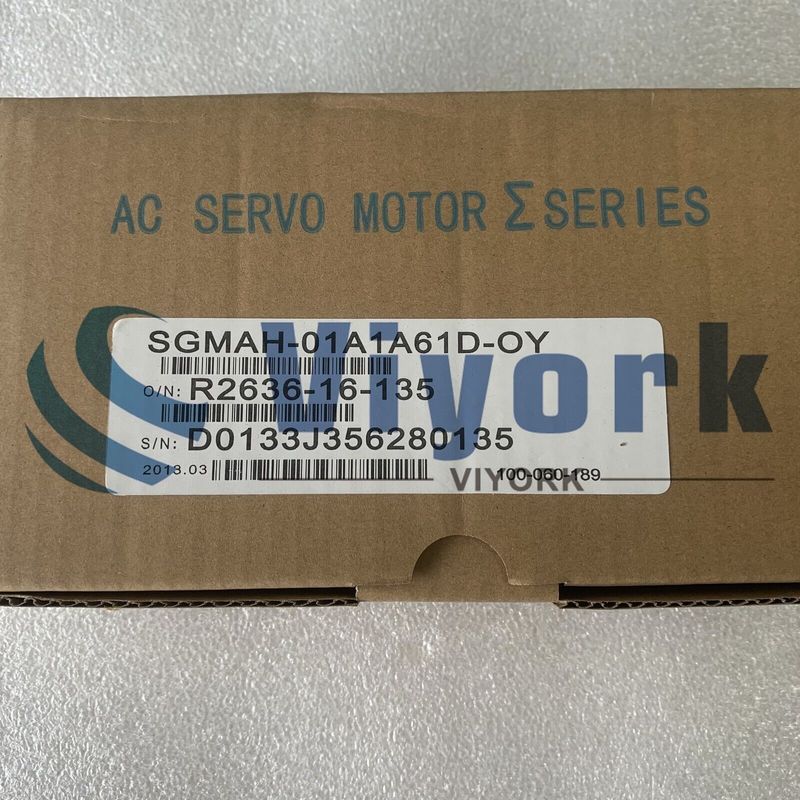 AC SERVO MOTOR Σ SERIES
SGMAH-01A1A61D-OY
O/N: R2636-16-135
S/N: D0133J356280135
2013.03
100-060-189
Viyork
VIYORK